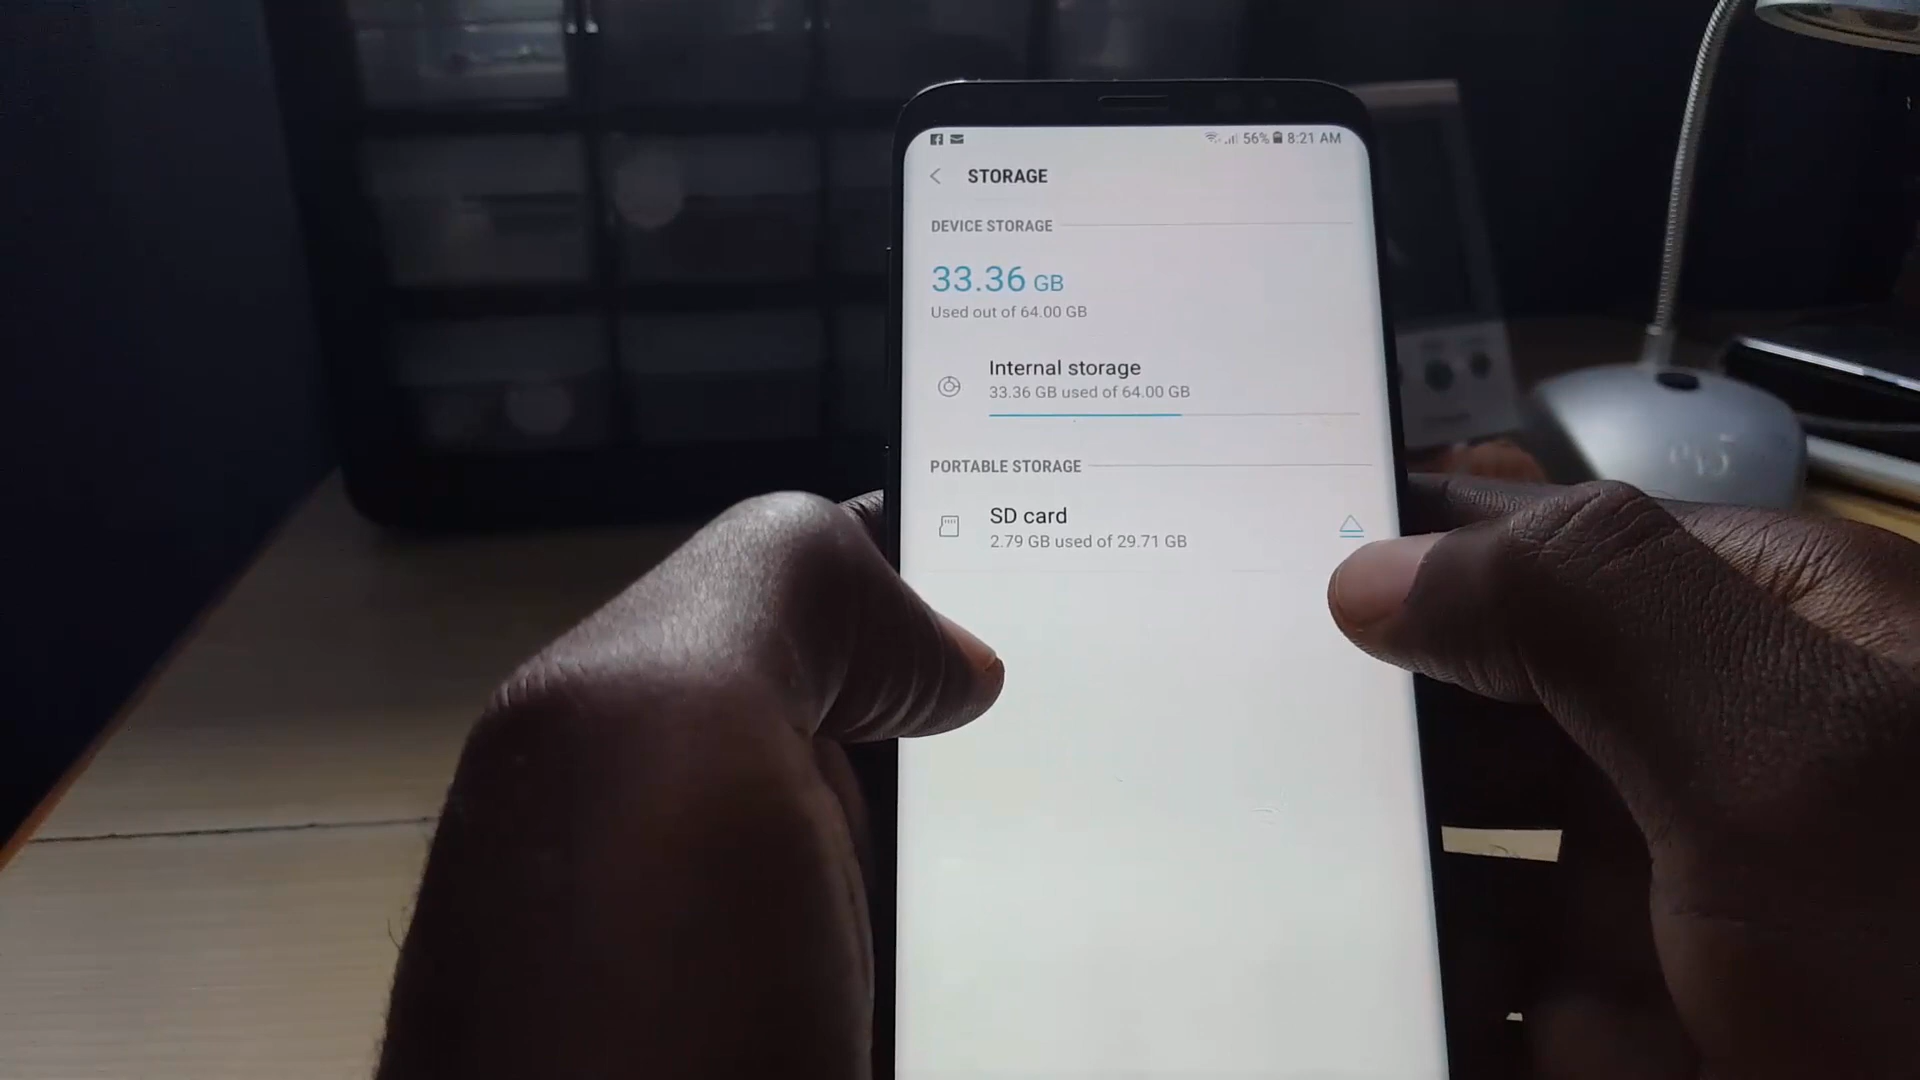 56% 8:21 AM
STORAGE
DEVICE STORAGE
33.36 GB
Used out of 64.00 GB
Internal storage
33.36 GB used of 64.00 GB
PORTABLE STORAGE
SD card
2.79 GB used of 29.71 GB